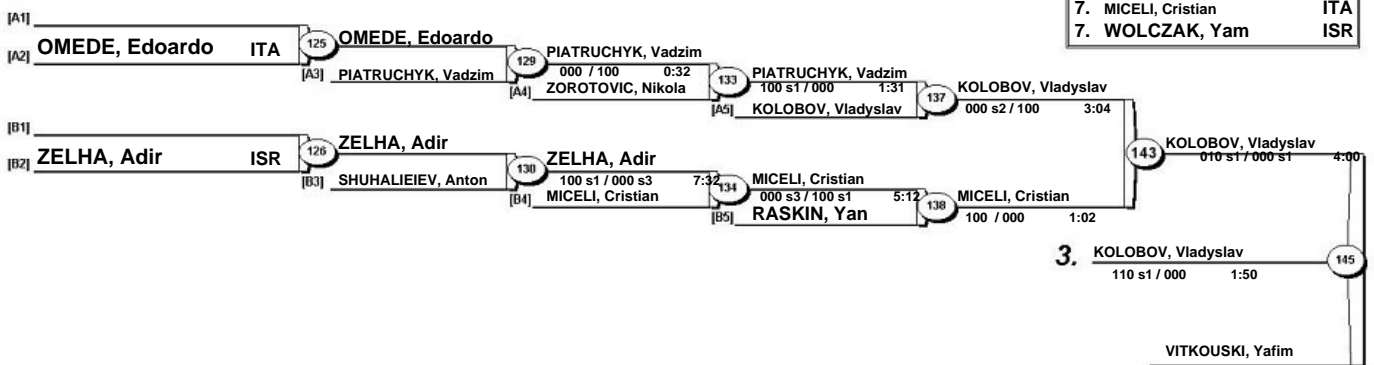 7. MICELI, Cristian ITA
7. WOLCZAK, Yam ISR
[A1]
[A2] OMEDE, Edoardo ITA
125
OMEDE, Edoardo
[A3] PIATRUCHYK, Vadzim
129
PIATRUCHYK, Vadzim
000 / 100 0:32
[A4] ZOROTOVIC, Nikola
133
PIATRUCHYK, Vadzim
100 s1 / 000 1:31
[A5] KOLOBOV, Vladyslav
137
KOLOBOV, Vladyslav
000 s2 / 100 3:04
[B1]
[B2] ZELHA, Adir ISR
126
ZELHA, Adir
[B3] SHUHALIEIEV, Anton
130
ZELHA, Adir
100 s1 / 000 s3 7:32
[B4] MICELI, Cristian
134
MICELI, Cristian
000 s3 / 100 s1 5:12
[B5] RASKIN, Yan
138
MICELI, Cristian
100 / 000 1:02
143
KOLOBOV, Vladyslav
010 s1 / 000 s1 4:00
3. KOLOBOV, Vladyslav
110 s1 / 000 1:50
145
VITKOUSKI, Yafim